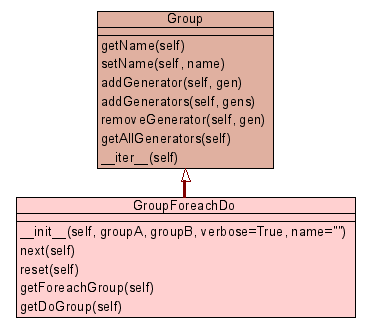 Group
getName(self)
setName(self, name)
addGenerator(self, gen)
addGenerators(self, gens)
removeGenerator(self, gen)
getAllGenerators(self)
__iter__(self)
GroupForeachDo
__init__(self, groupA, groupB, verbose=True, name="")
next(self)
reset(self)
getForeachGroup(self)
getDoGroup(self)